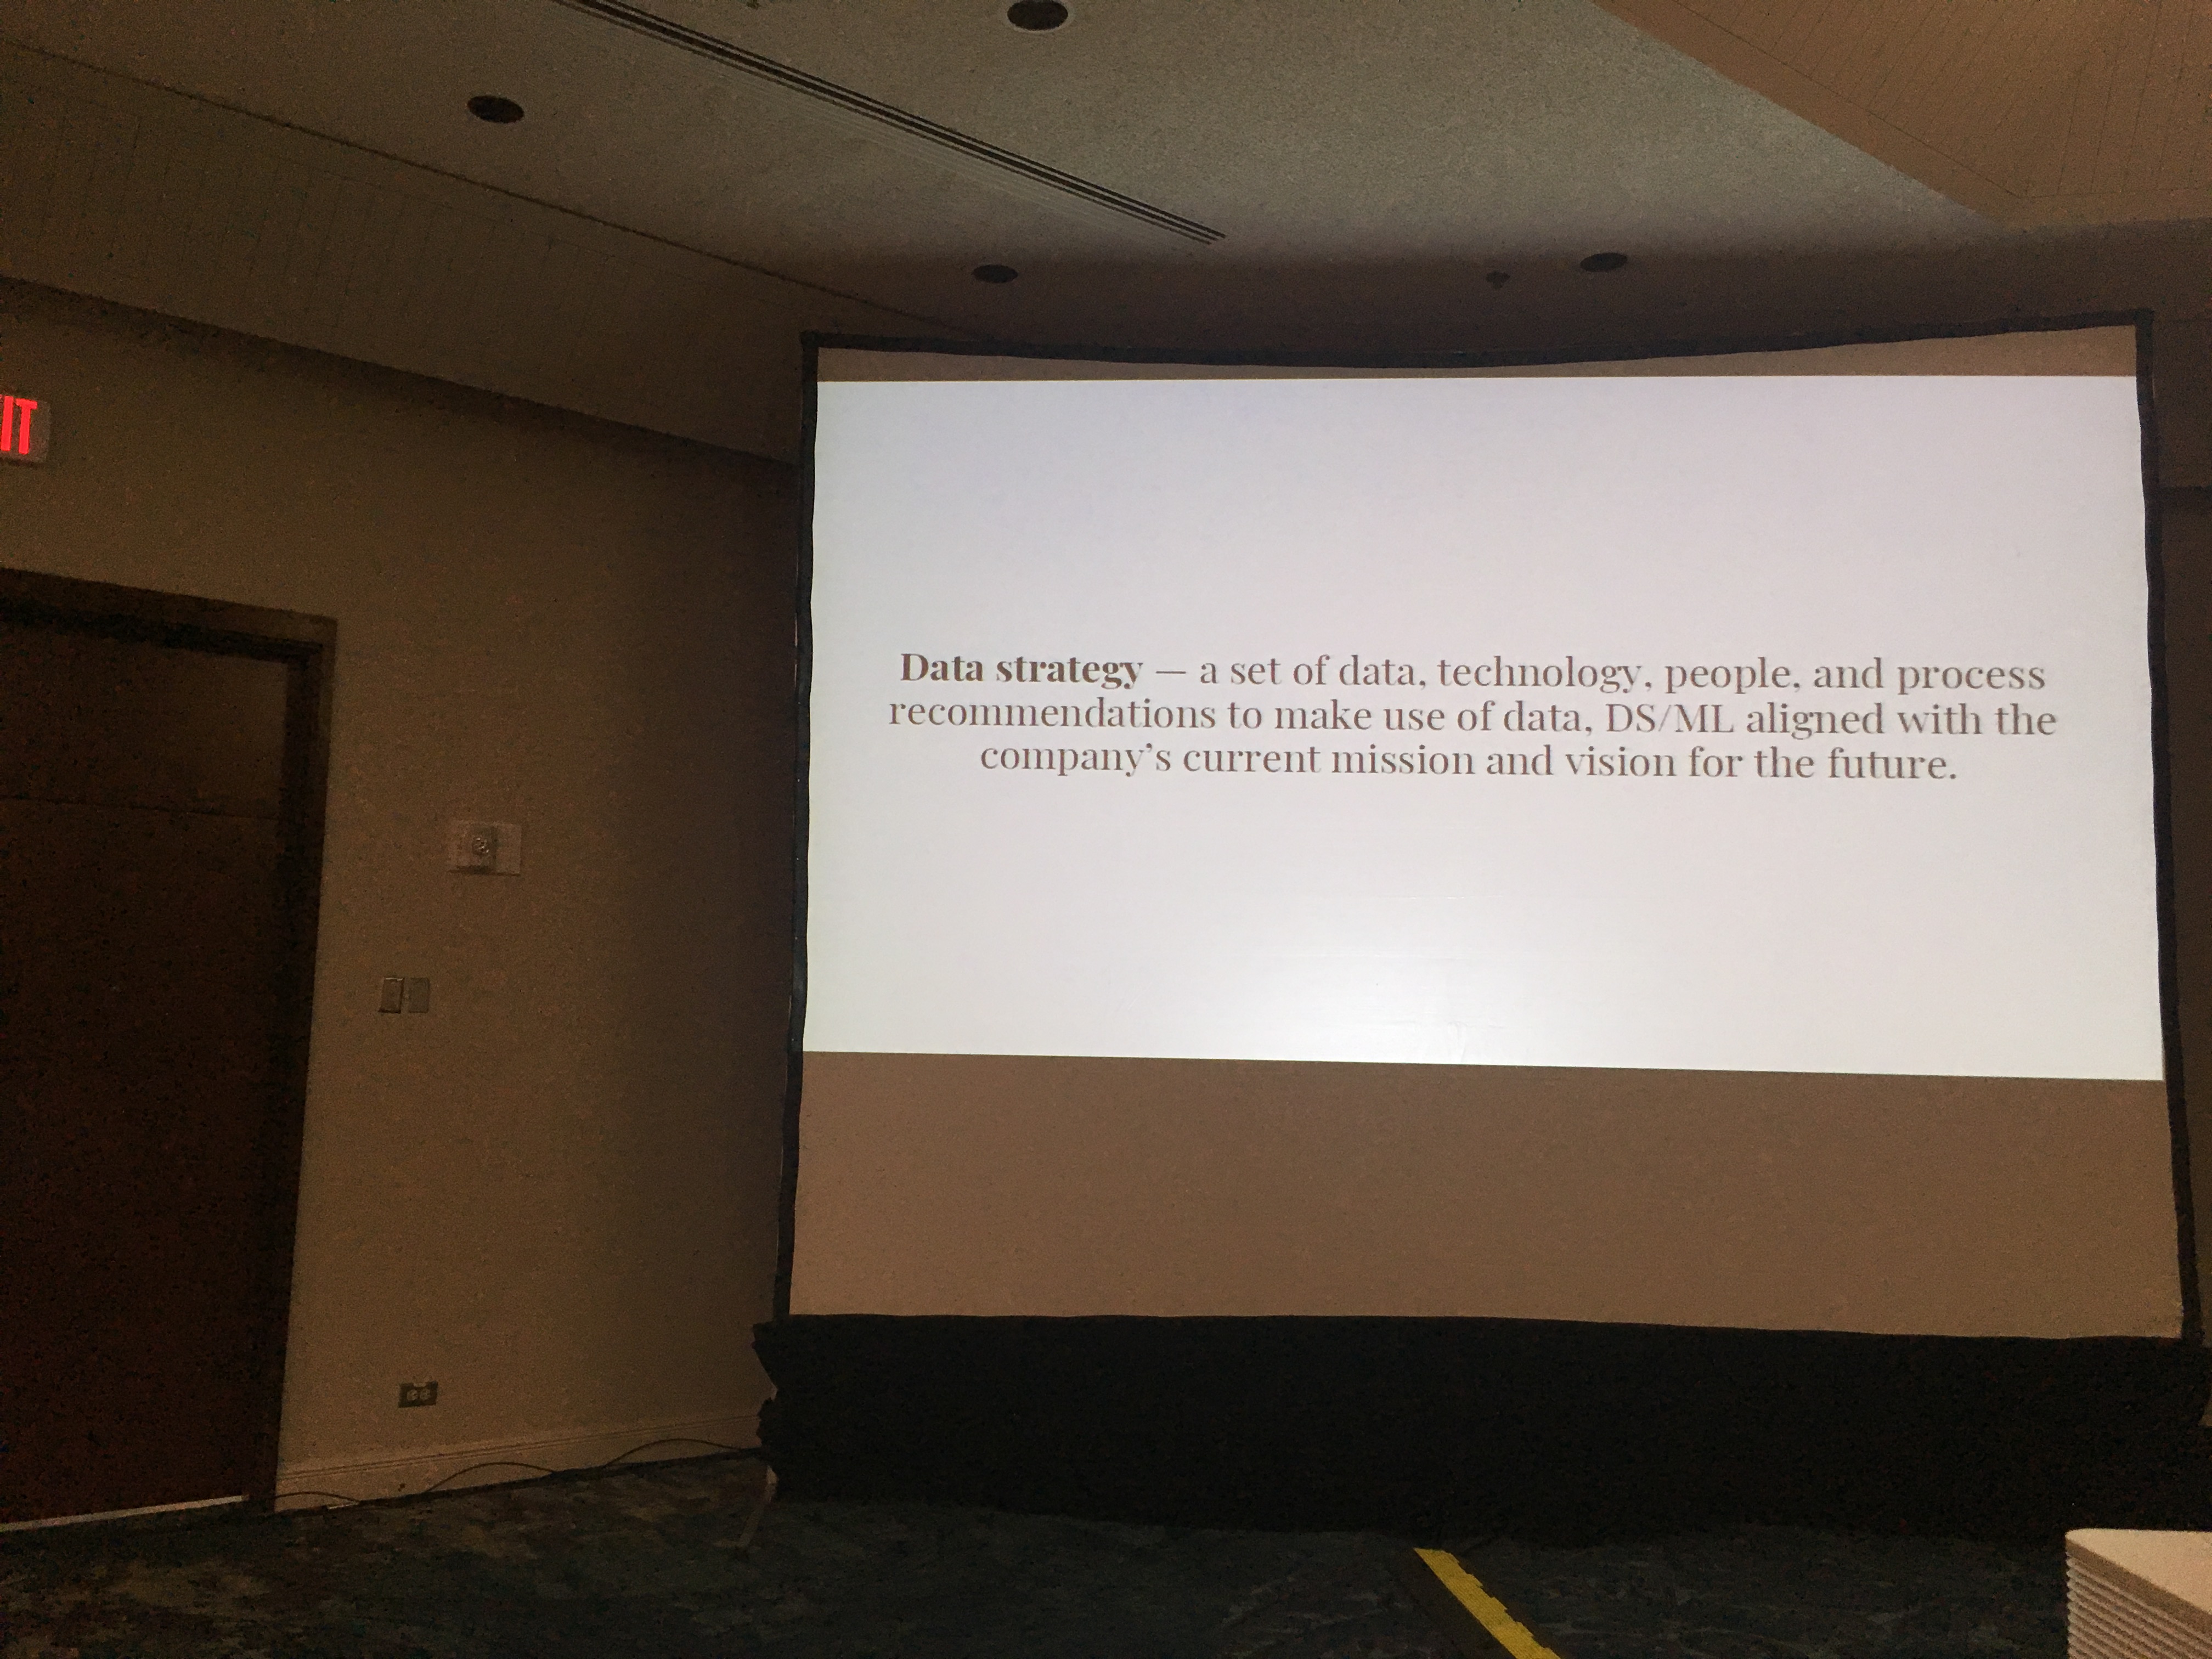 IT
Data strategy — a set of data, technology, people, and process
recommendations to make use of data, DS/ML aligned with the
company's current mission and vision for the future.